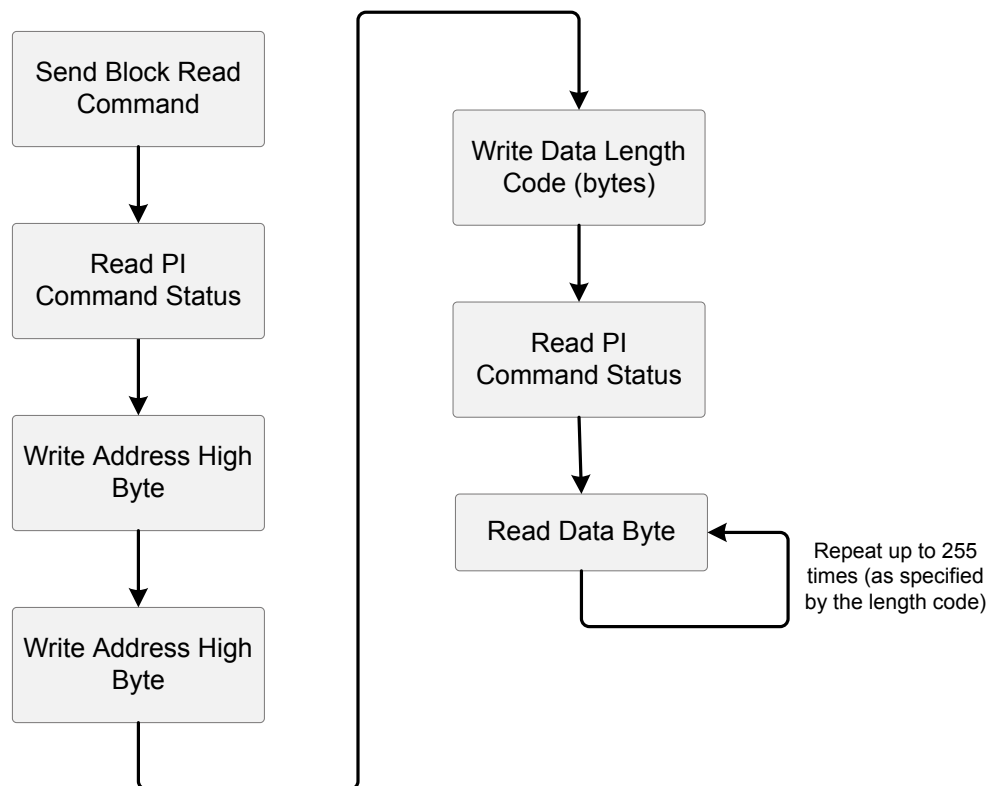 Send Block Read
Command
Read PI
Command Status
Write Address High
Byte
Write Address High
Byte
Write Data Length
Code (bytes)
Read PI
Command Status
Read Data Byte
Repeat up to 255
times (as specified
by the length code)